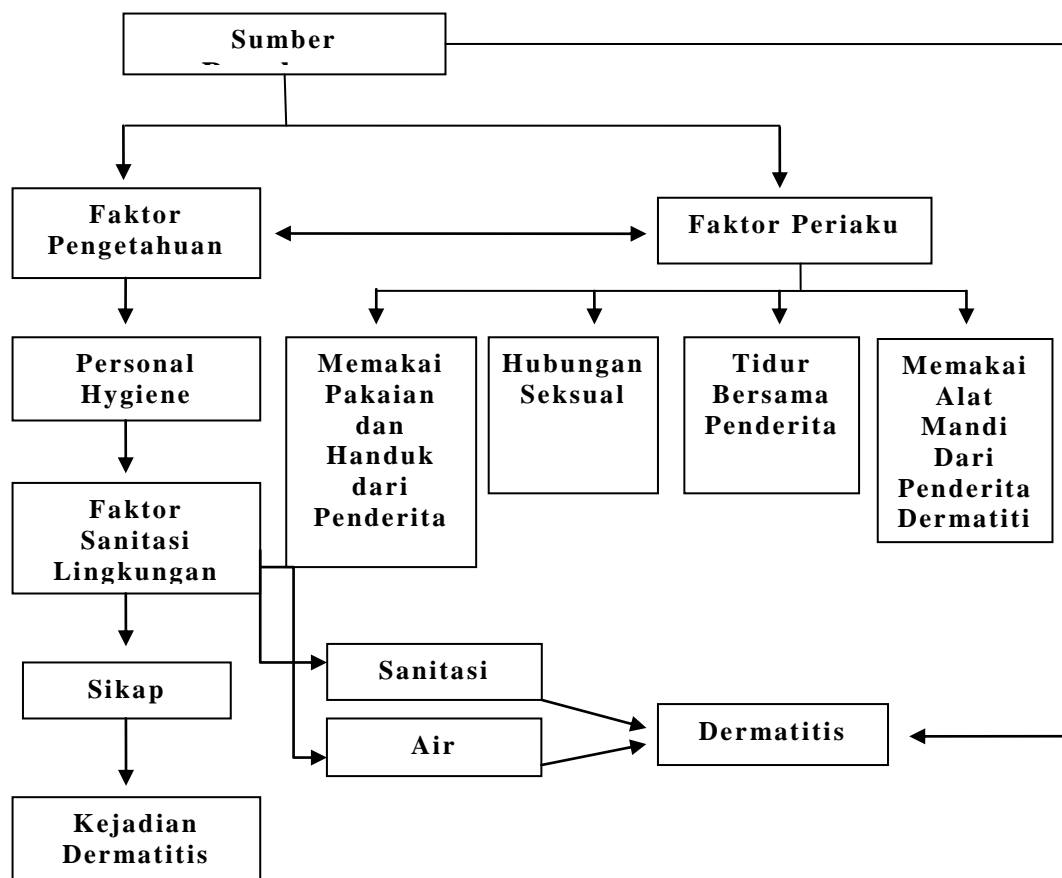 Sumber
Faktor
Pengetahuan
Faktor Periaku
Personal
Hygiene
Memakai
Pakaian
dan
Handuk
dari
Penderita
Hubungan
Seksual
Tidur
Bersama
Penderita
Memakai
Alat
Mandi
Dari
Penderita
Dermatiti
Faktor
Sanitasi
Lingkungan
Sanitasi
Sikap
Air
Dermatitis
Kejadian
Dermatitis